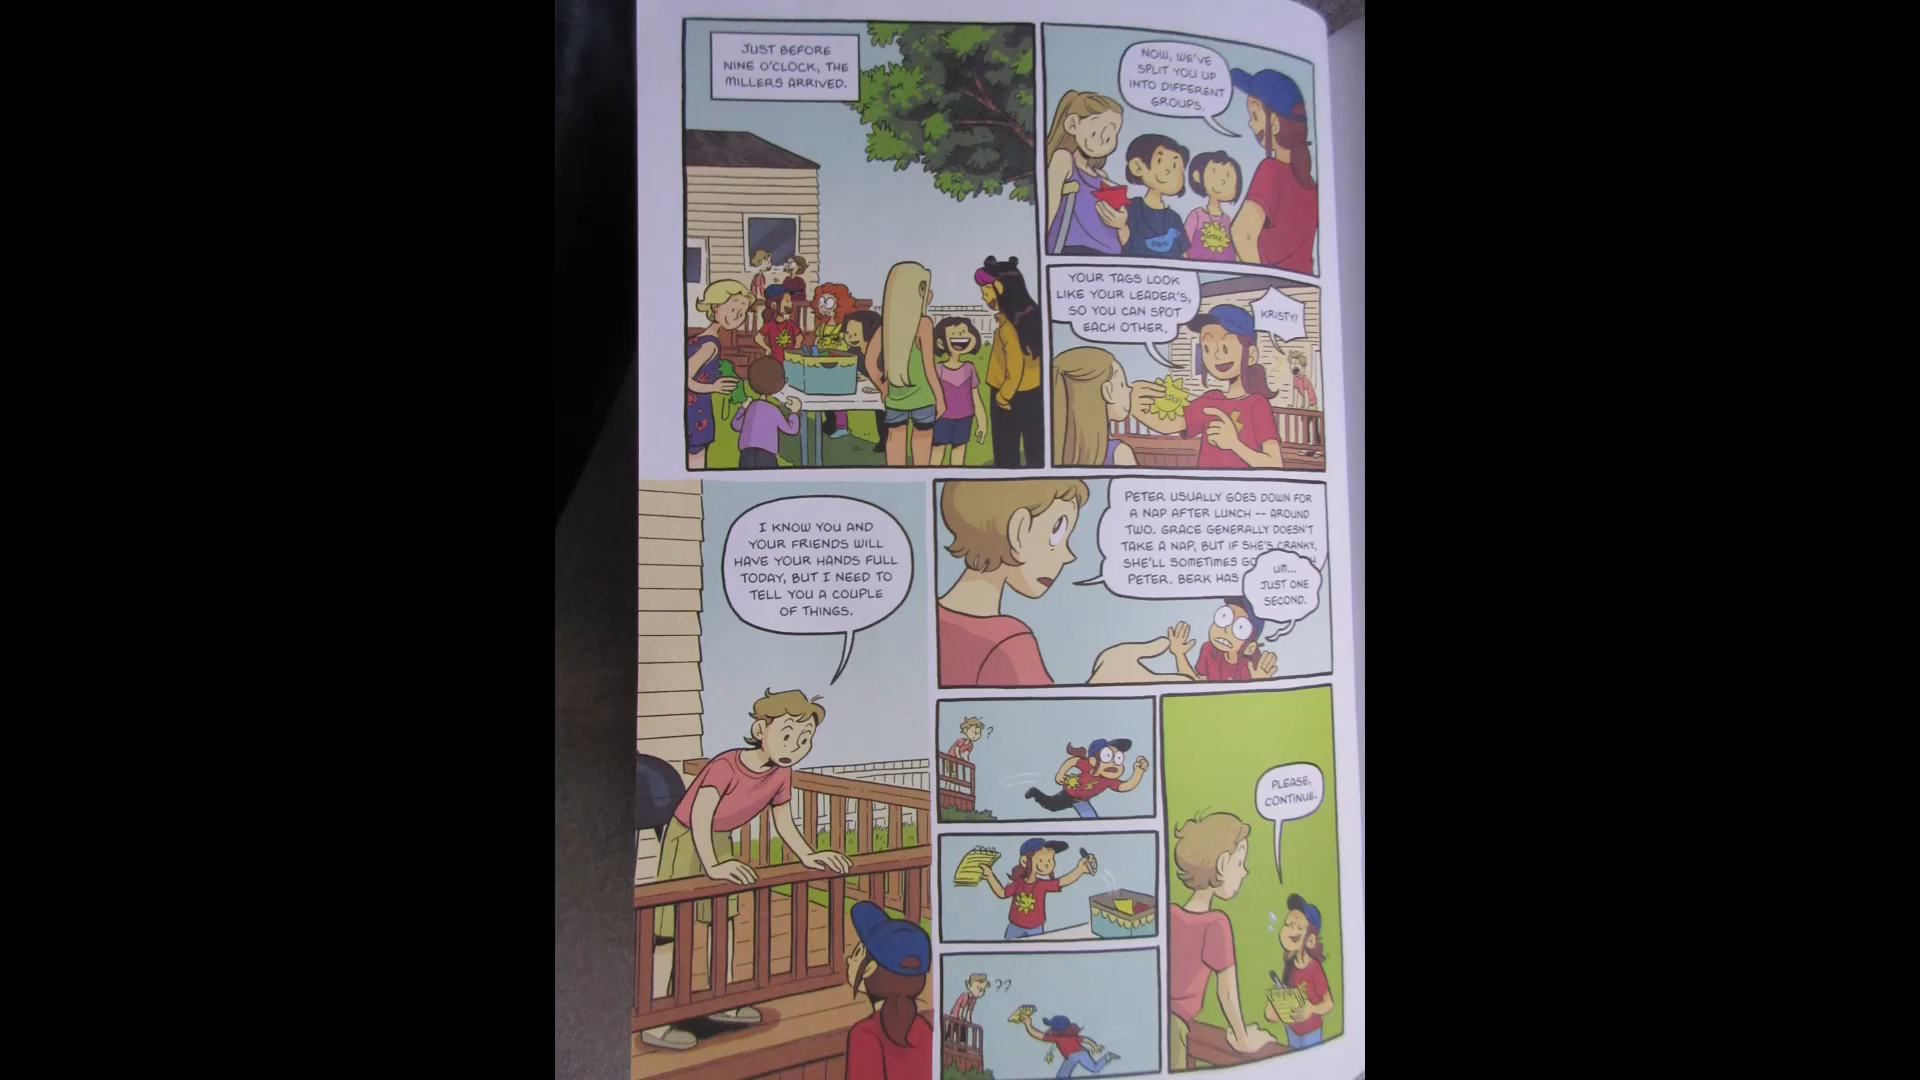 JUST BEFORE
NINE O'CLOCK, THE
MILLERS ARRIVED.
NOW, WE'VE
SPLIT YOU UP
INTO DIFFERENT
GROUPS.
Berk
Grace
YOUR TAGS LOOK
LIKE YOUR LEADER'S,
SO YOU CAN SPOT
EACH OTHER.
KRISTY!
I KNOW YOU AND
YOUR FRIENDS WILL
HAVE YOUR HANDS FULL
TODAY, BUT I NEED TO
TELL YOU A COUPLE
OF THINGS.
PETER USUALLY GOES DOWN FOR
A NAP AFTER LUNCH -- AROUND
TWO. GRACE GENERALLY DOESN'T
TAKE A NAP, BUT IF SHE'S CRANKY,
SHE'LL SOMETIMES
PETER. BERK HAS
UM...
JUST ONE
SECOND.
?
??
PLEASE,
CONTINUE.